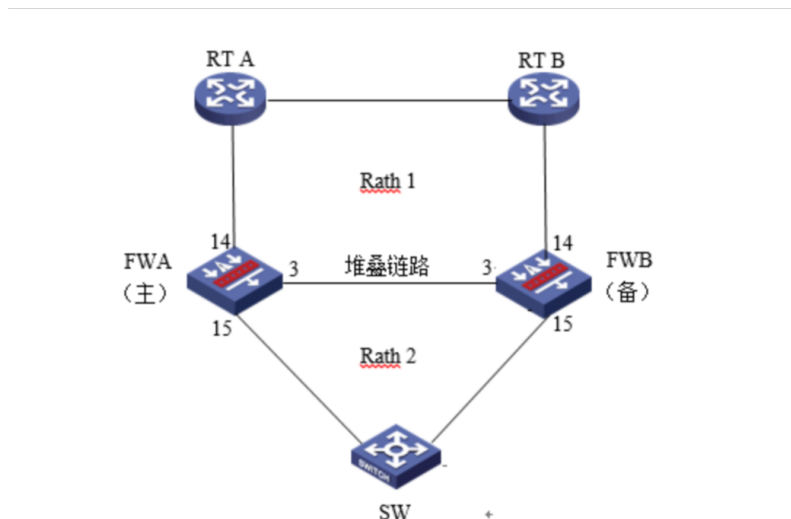 RT A
RT B
Rath 1
14
14
FWA
(主)
3
堆叠链路
3
FWB
(备)
15
15
Rath 2
SWITCH
SW